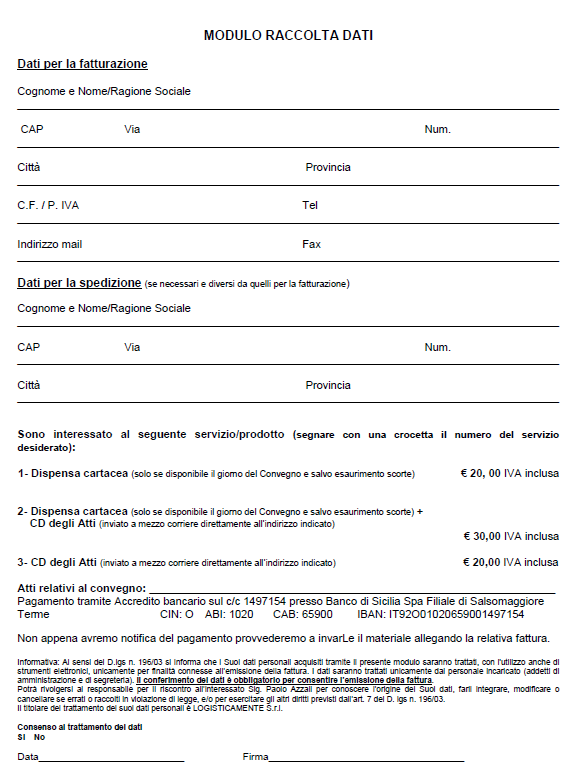 MODULO RACCOLTA DATI
Dati per la fatturazione
Cognome e Nome/Ragione Sociale
CAP Via Num.
Città Provincia
C.F. / P. IVA Tel
Indirizzo mail Fax
Dati per la spedizione (se necessari e diversi da quelli per la fatturazione)
Cognome e Nome/Ragione Sociale
CAP Via Num.
Città Provincia
Sono interessato al seguente servizio/prodotto (segnare con una crocetta il numero del servizio
desiderato):
1- Dispensa cartacea (solo se disponibile il giorno del Convegno e salvo esaurimento scorte) € 20, 00 IVA inclusa
2- Dispensa cartacea (solo se disponibile il giorno del Convegno e salvo esaurimento scorte) +
CD degli Atti (inviato a mezzo corriere direttamente all'indirizzo indicato)
€ 30,00 IVA inclusa
3- CD degli Atti (inviato a mezzo corriere direttamente all'indirizzo indicato) € 20,00 IVA inclusa
Atti relativi al convegno:
Pagamento tramite Accredito bancario sul c/c 1497154 presso Banco di Sicilia Spa Filiale di Salsomaggiore
Terme CIN: O ABI: 1020 CAB: 65900 IBAN: IT92O01020659001497154
Non appena avremo notifica del pagamento provvederemo a invarLe il materiale allegando la relativa fattura.
Informativa: Ai sensi del D.lgs n. 196/03 si informa che i Suoi dati personali acquisiti tramite il presente modulo saranno trattati, con l'utilizzo anche di
strumenti elettronici, unicamente per finalità connesse all'emissione della fattura. I dati saranno trattati unicamente dal personale incaricato (addetti di
amministrazione e di segreteria). Il conferimento dei dati è obbligatorio per consentire l'emissione della fattura.
Potrà rivolgersi al responsabile per il riscontro all'interessato Sig. Paolo Azzali per conoscere l'origine dei Suoi dati, farli integrare, modificare o
cancellare se errati o raccolti in violazione di legge, e/o per esercitare gli altri diritti previsti dall'art. 7 del D. lgs n. 196/03.
Il titolare del trattamento dei suoi dati personali è LOGISTICAMENTE S.r.l.
Consenso al trattamento dei dati
SI No
Data Firma